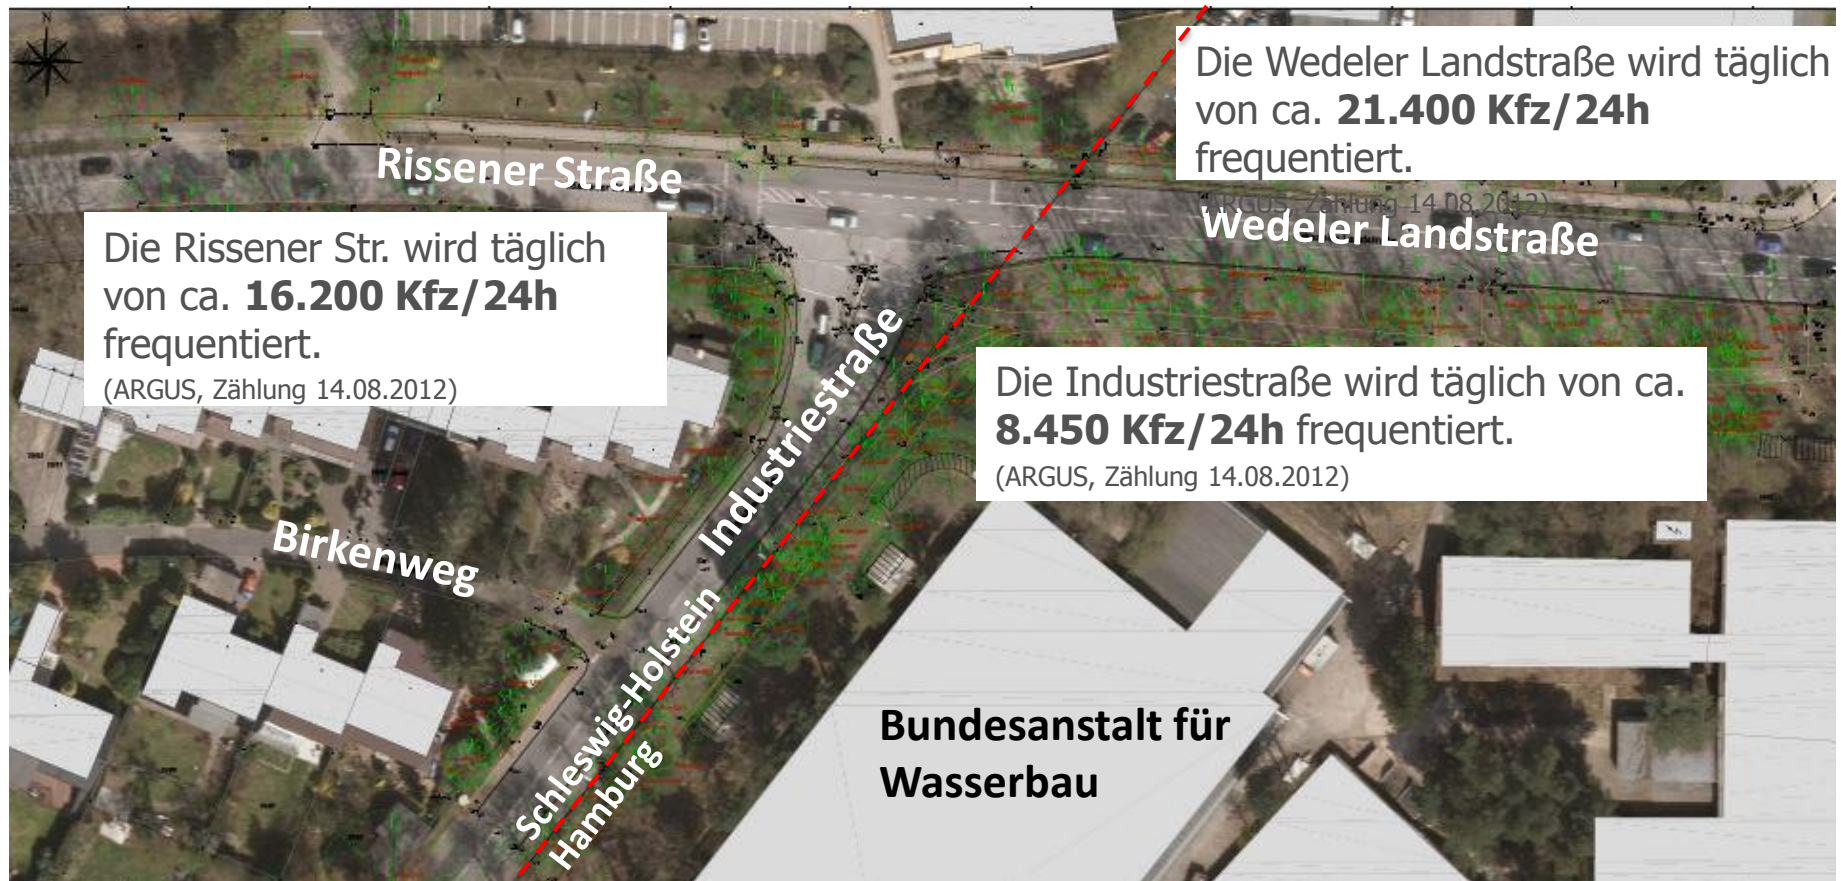 N
Die Wedeler Landstraße wird täglich
von ca. 21.400 Kfz/24h
frequentiert.
(ARGUS, Zählung 14.08.2012)
Rissener Straße
Wedeler Landstraße
Die Rissener Str. wird täglich
von ca. 16.200 Kfz/24h
frequentiert.
(ARGUS, Zählung 14.08.2012)
Industriestraße
Die Industriestraße wird täglich von ca.
8.450 Kfz/24h frequentiert.
(ARGUS, Zählung 14.08.2012)
Birkenweg
Schleswig-Holstein
Hamburg
Bundesanstalt für
Wasserbau